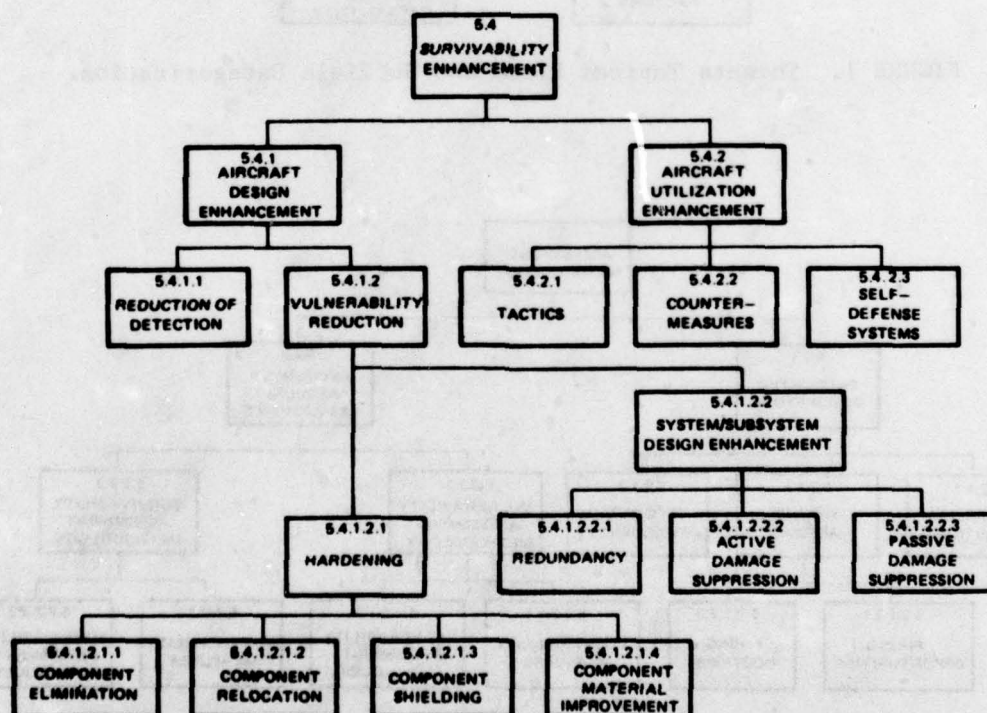 5.4
SURVIVABILITY
ENHANCEMENT
5.4.1
AIRCRAFT
DESIGN
ENHANCEMENT
5.4.2
AIRCRAFT
UTILIZATION
ENHANCEMENT
5.4.1.1
REDUCTION OF
DETECTION
5.4.1.2
VULNERABILITY
REDUCTION
5.4.2.1
TACTICS
5.4.2.2
COUNTER–
MEASURES
5.4.2.3
SELF–
DEFENSE
SYSTEMS
5.4.1.2.2
SYSTEM/SUBSYSTEM
DESIGN ENHANCEMENT
5.4.1.2.1
HARDENING
5.4.1.2.2.1
REDUNDANCY
5.4.1.2.2.2
ACTIVE
DAMAGE
SUPPRESSION
5.4.1.2.2.3
PASSIVE
DAMAGE
SUPPRESSION
5.4.1.2.1.1
COMPONENT
ELIMINATION
5.4.1.2.1.2
COMPONENT
RELOCATION
5.4.1.2.1.3
COMPONENT
SHIELDING
5.4.1.2.1.4
COMPONENT
MATERIAL
IMPROVEMENT